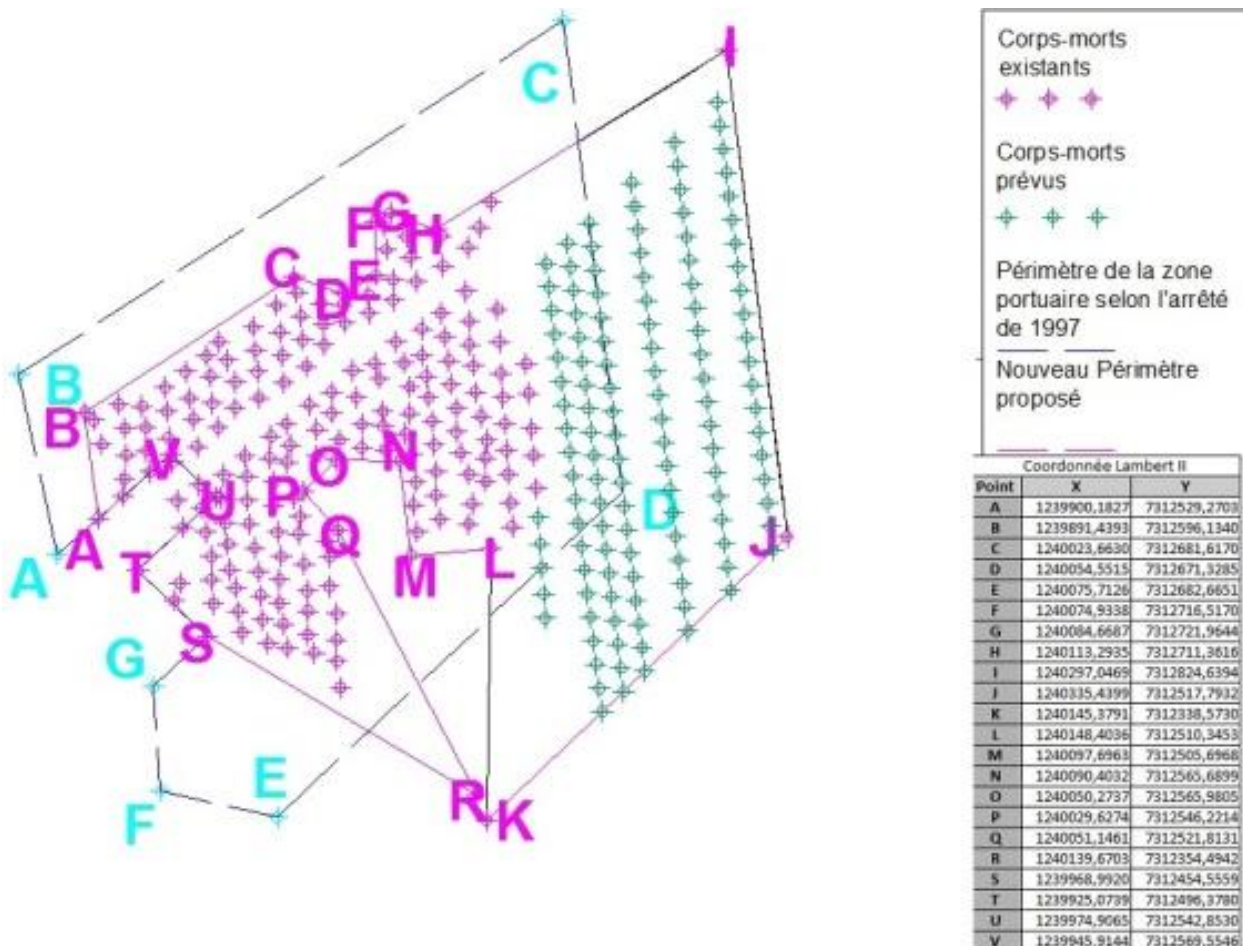 C
I
G
F
H
C
E
D
B
B
N
V
O
P
U
D
Q
J
A
A
T
M
L
S
G
E
R
K
F
Corps-morts
existants
Corps-morts
prévus
Périmètre de la zone
portuaire selon l'arrêté
de 1997
Nouveau Périmètre
proposé
Coordonnée Lambert II
Point X Y
A 1239900,1827 7312529,2703
B 1239891,4393 7312596,1340
C 1240023,6630 7312681,6170
D 1240054,5515 7312671,3285
E 1240075,7126 7312682,6651
F 1240074,9338 7312716,5170
G 1240084,6687 7312721,9644
H 1240113,2935 7312711,3616
I 1240297,0469 7312824,6394
J 1240335,4399 7312517,7932
K 1240145,3791 7312338,5730
L 1240148,4036 7312510,3453
M 1240097,6963 7312505,6968
N 1240090,4032 7312565,6899
O 1240050,2737 7312565,9805
P 1240029,6274 7312546,2214
Q 1240051,1461 7312521,8131
R 1240139,6703 7312354,4942
S 1239968,9920 7312454,5559
T 1239925,0739 7312496,3780
U 1239974,9065 7312542,8530
V 1239945,9144 7312569,5546